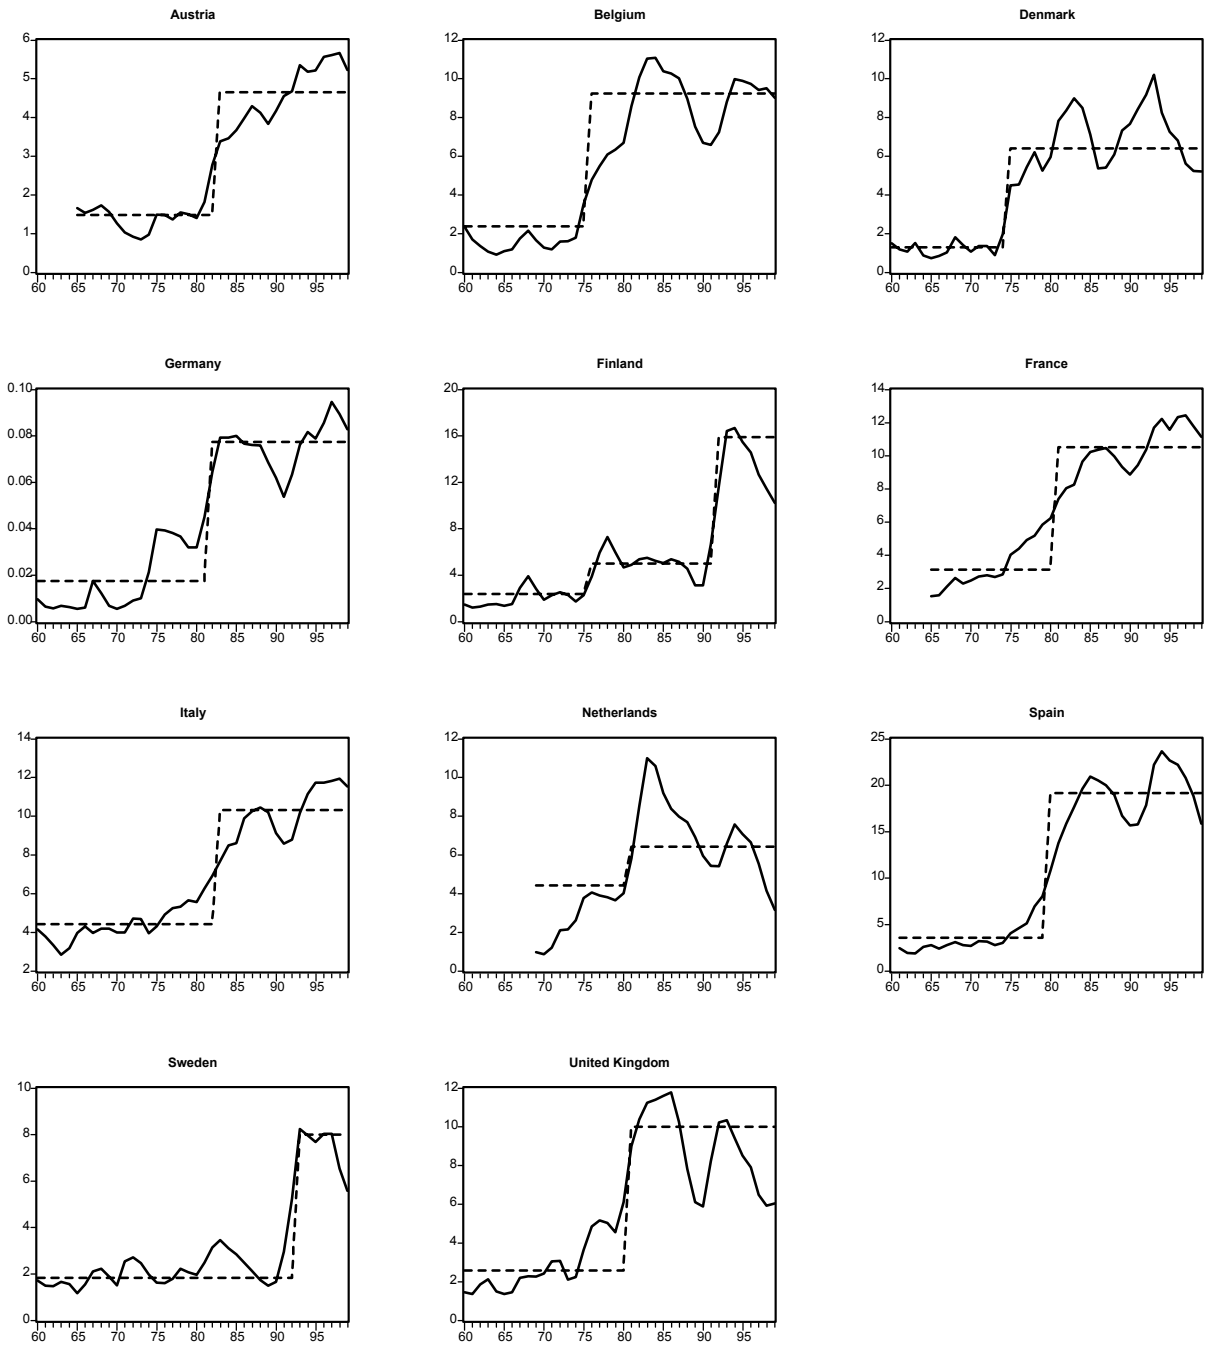 Austria Belgium Denmark
6 12 12
5 10 10
4 8 8
3 6 6
2 4 4
1 2 2
0 0 0
60 65 70 75 80 85 90 95 60 65 70 75 80 85 90 95 60 65 70 75 80 85 90 95
Germany Finland France
0.10 20 14
12
0.08 16 10
0.06 12 8
0.04 8 6
4
0.02 4 2
0.00 0 0
60 65 70 75 80 85 90 95 60 65 70 75 80 85 90 95 60 65 70 75 80 85 90 95
Italy Netherlands Spain
14 12 25
12 10 20
10 8 15
8 6 10
6 4 5
4 2
2 0 0
60 65 70 75 80 85 90 95 60 65 70 75 80 85 90 95 60 65 70 75 80 85 90 95
Sweden United Kingdom
10 12
8 10
6 8
4 6
2 4
2
0 0
60 65 70 75 80 85 90 95 60 65 70 75 80 85 90 95